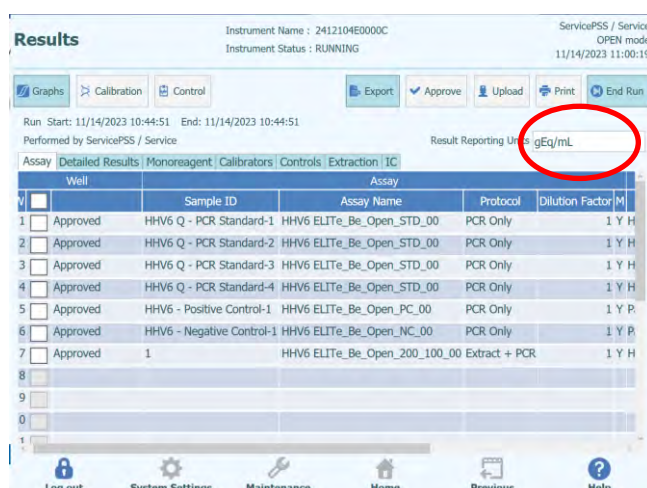 Results
Instrument Name : 2412104E0000C
Instrument Status : RUNNING
ServicePSS / Service
OPEN mode
11/14/2023 11:00:19
Graphs Calibration Control Export Approve Upload Print End Run
Run Start: 11/14/2023 10:44:51 End: 11/14/2023 10:44:51
Performed by ServicePSS / Service
Result Reporting Units gEq/mL
Assay Detailed Results Monoreagent Calibrators Controls Extraction IC
Well Assay
Sample ID Assay Name Protocol Dilution Factor M
1 Approved HHV6 Q - PCR Standard-1 HHV6 ELITe_Be_Open_STD_00 PCR Only 1 Y H
2 Approved HHV6 Q - PCR Standard-2 HHV6 ELITe_Be_Open_STD_00 PCR Only 1 Y H
3 Approved HHV6 Q - PCR Standard-3 HHV6 ELITe_Be_Open_STD_00 PCR Only 1 Y H
4 Approved HHV6 Q - PCR Standard-4 HHV6 ELITe_Be_Open_STD_00 PCR Only 1 Y H
5 Approved HHV6 - Positive Control-1 HHV6 ELITe_Be_Open_PC_00 PCR Only 1 Y P
6 Approved HHV6 - Negative Control-1 HHV6 ELITe_Be_Open_NC_00 PCR Only 1 Y P
7 Approved 1 HHV6 ELITe_Be_Open_200_100_00 Extract + PCR 1 Y H
8
9
0
1
Log out System Settings Maintenance Home Previous Help